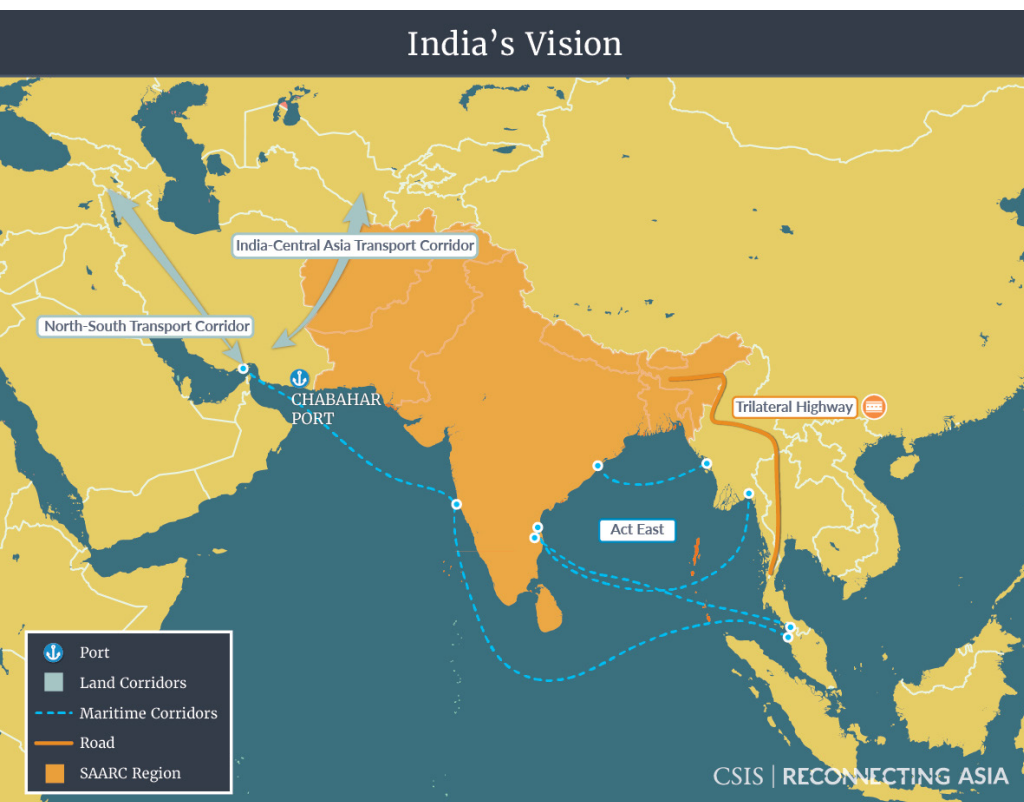 India's Vision
India-Central Asia Transport Corridor
North-South Transport Corridor
CHABAHAR
PORT
Trilateral Highway
Act East
Port
Land Corridors
Maritime Corridors
Road
SAARC Region
CSIS | RECONNECTING ASIA